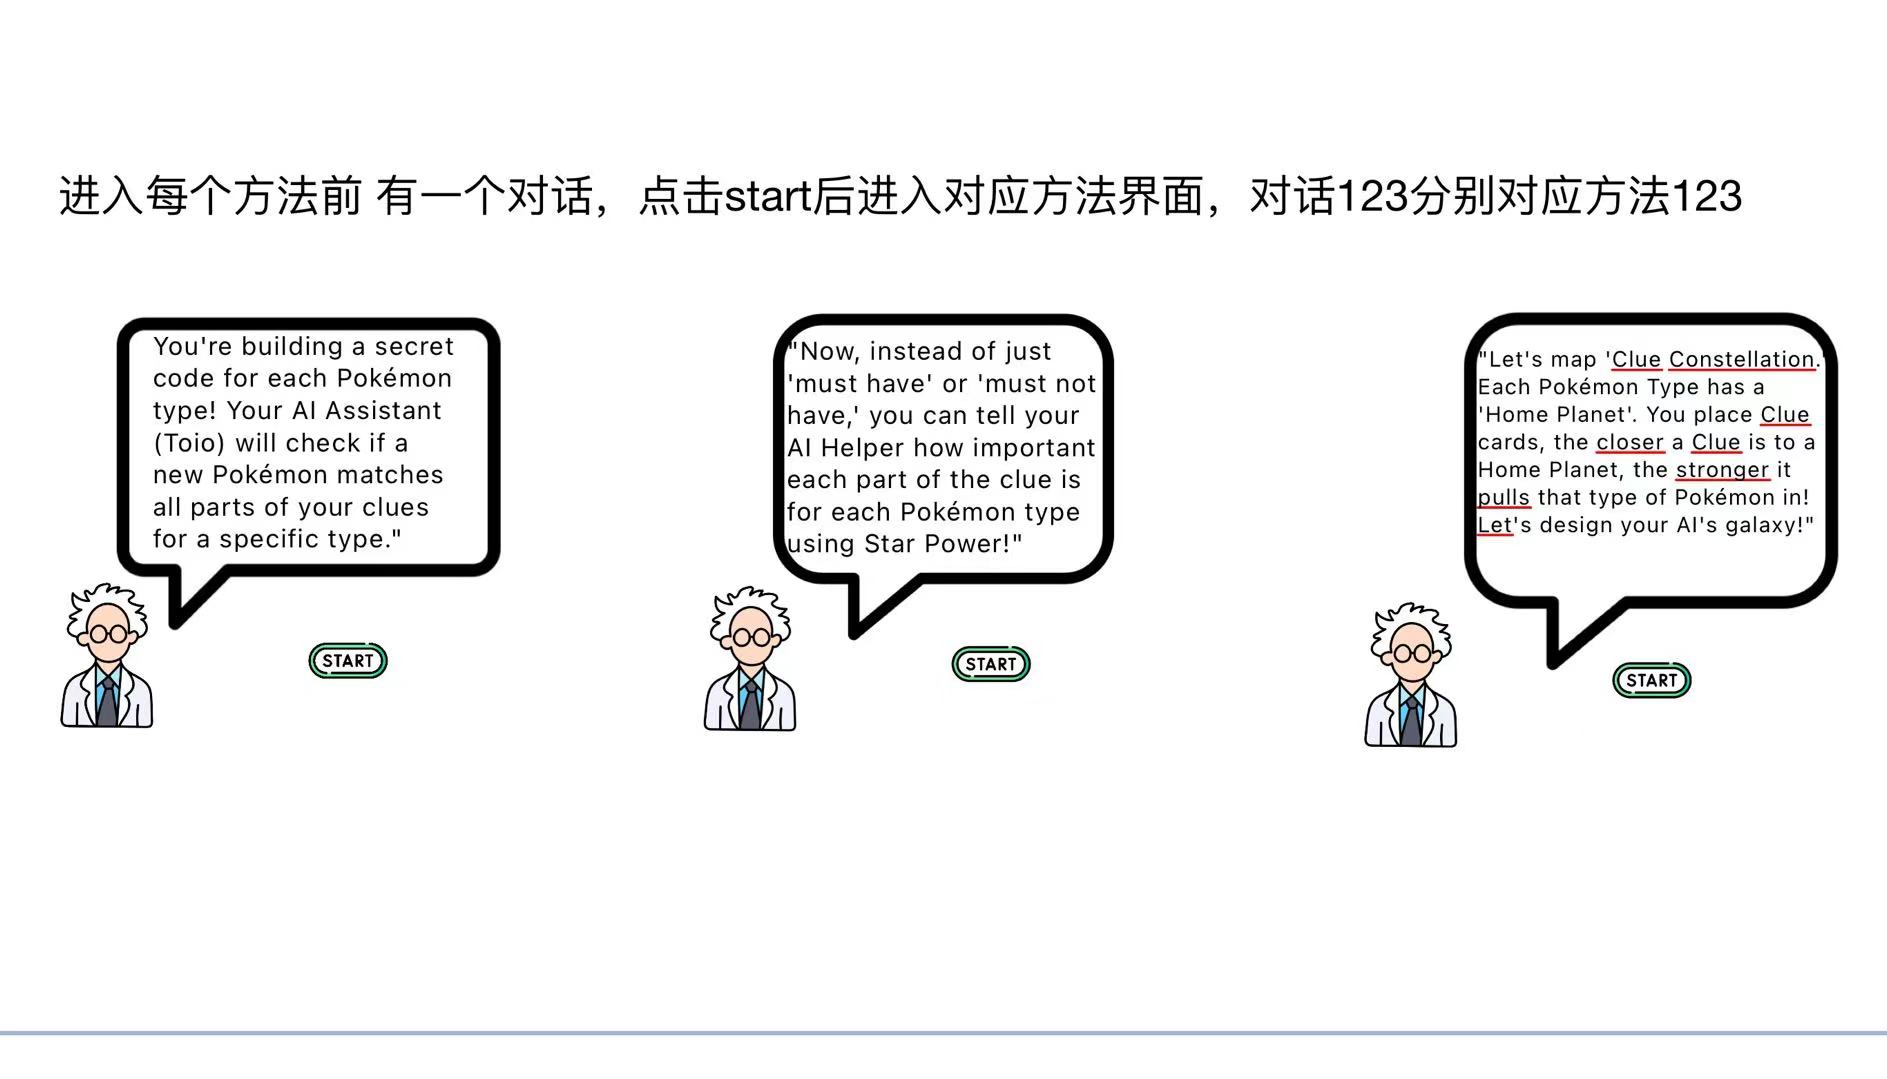 进入每个方法前 有一个对话，点击start后进入对应方法界面，对话123分别对应方法123
You're building a secret
code for each Pokémon
type! Your AI Assistant
(Toio) will check if a
new Pokémon matches
all parts of your clues
for a specific type."
START
"Now, instead of just
'must have' or 'must not
have,' you can tell your
AI Helper how important
each part of the clue is
for each Pokémon type
using Star Power!"
START
"Let's map 'Clue Constellation.'
Each Pokémon Type has a
'Home Planet'. You place Clue
cards, the closer a Clue is to a
Home Planet, the stronger it
pulls that type of Pokémon in!
Let's design your AI's galaxy!"
START